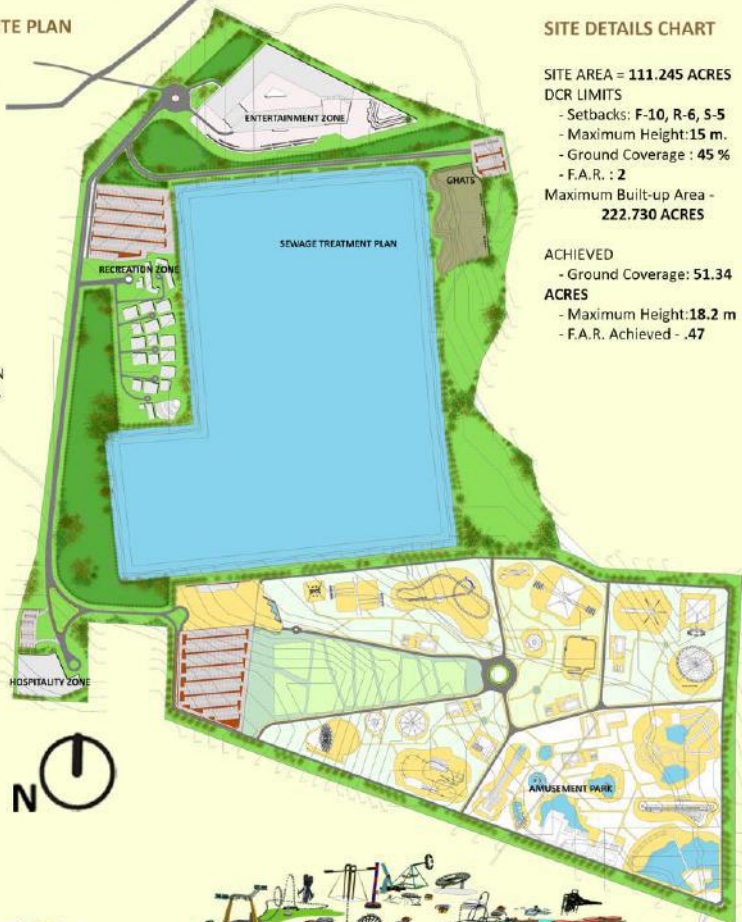 TE PLAN
SITE DETAILS CHART
SITE AREA = 111.245 ACRES
DCR LIMITS
- Setbacks: F-10, R-6, S-5
- Maximum Height:15 m.
- Ground Coverage : 45 %
- F.A.R. : 2
Maximum Built-up Area -
222.730 ACRES
ACHIEVED
- Ground Coverage: 51.34
ACRES
- Maximum Height:18.2 m
- F.A.R. Achieved - .47
ENTERTAINMENT ZONE
GHATS
SEWAGE TREATMENT PLAN
RECREATION ZONE
N
HOSPITALITY ZONE
AMUSEMENT PARK
N